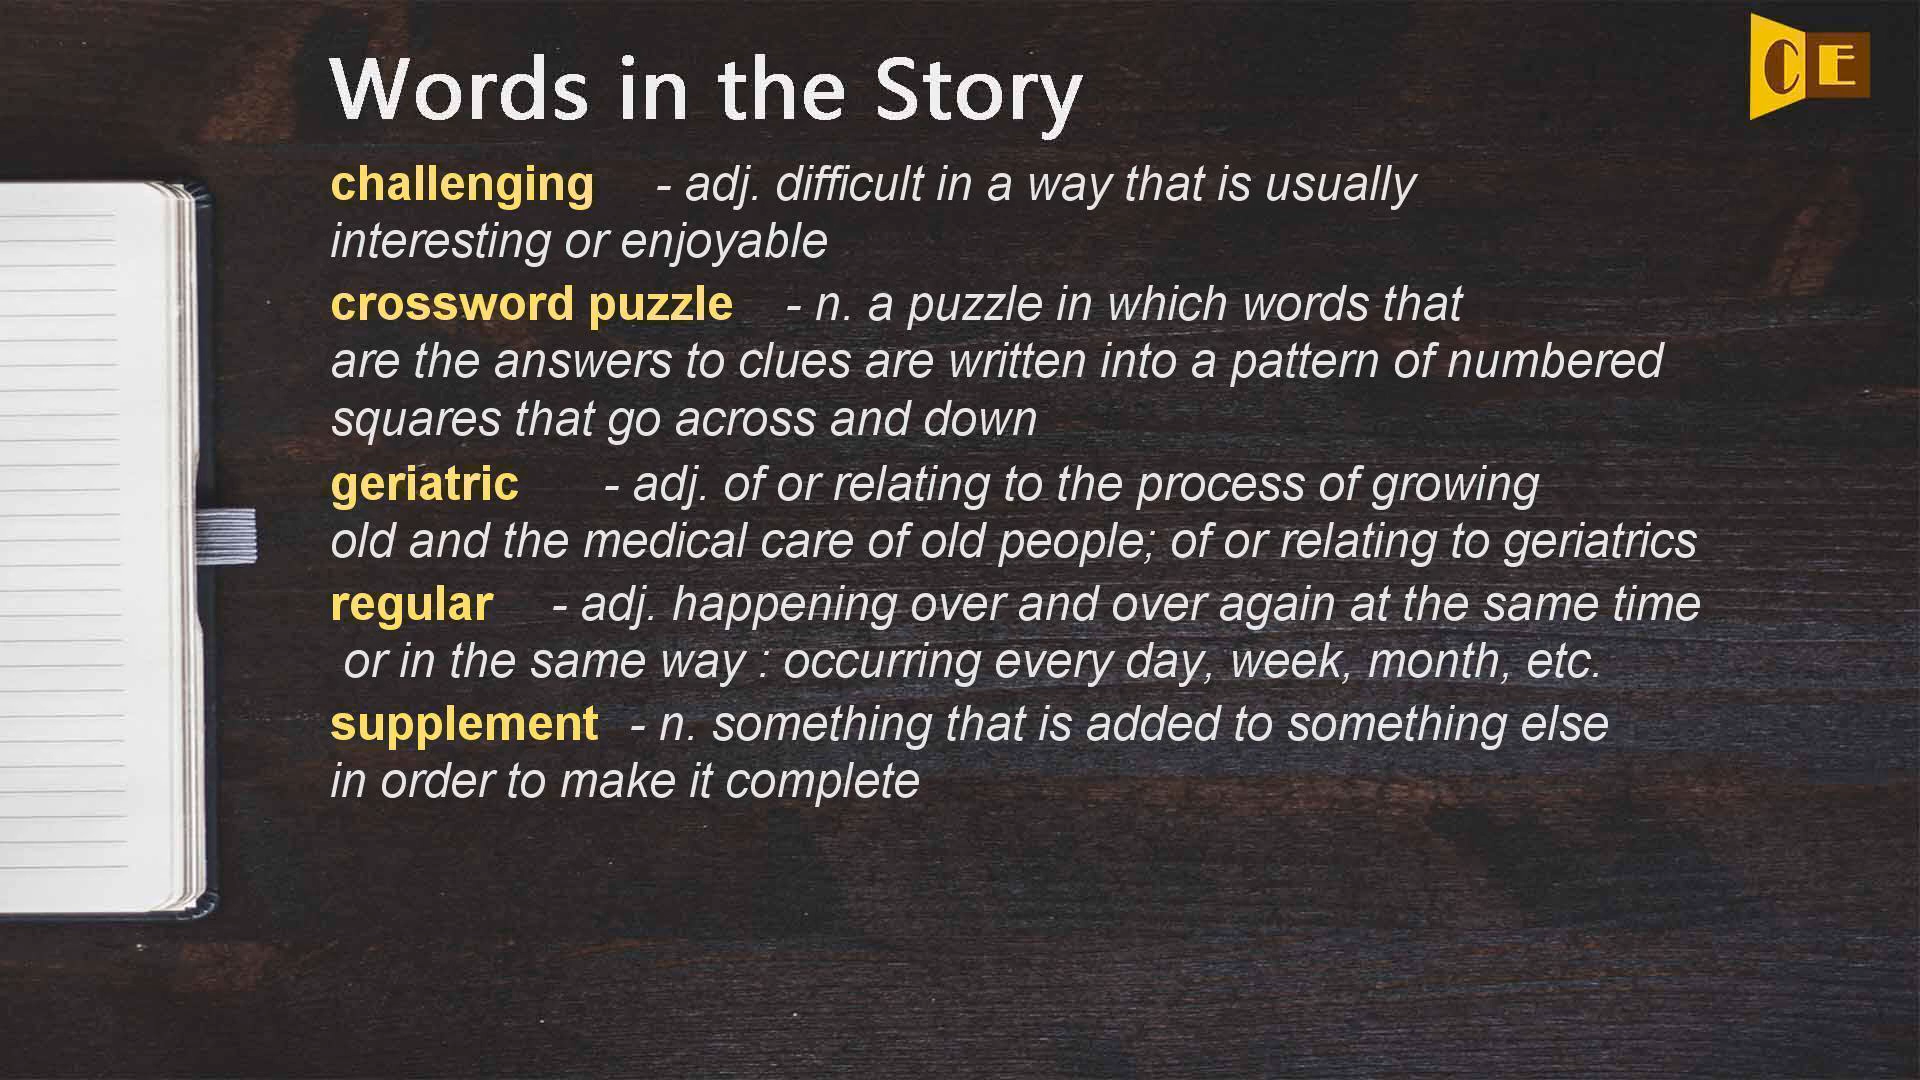 Words in the Story
CE
challenging - adj. difficult in a way that is usually
interesting or enjoyable
crossword puzzle - n. a puzzle in which words that
are the answers to clues are written into a pattern of numbered
squares that go across and down
geriatric - adj. of or relating to the process of growing
old and the medical care of old people; of or relating to geriatrics
regular - adj. happening over and over again at the same time
or in the same way : occurring every day, week, month, etc.
supplement - n. something that is added to something else
in order to make it complete